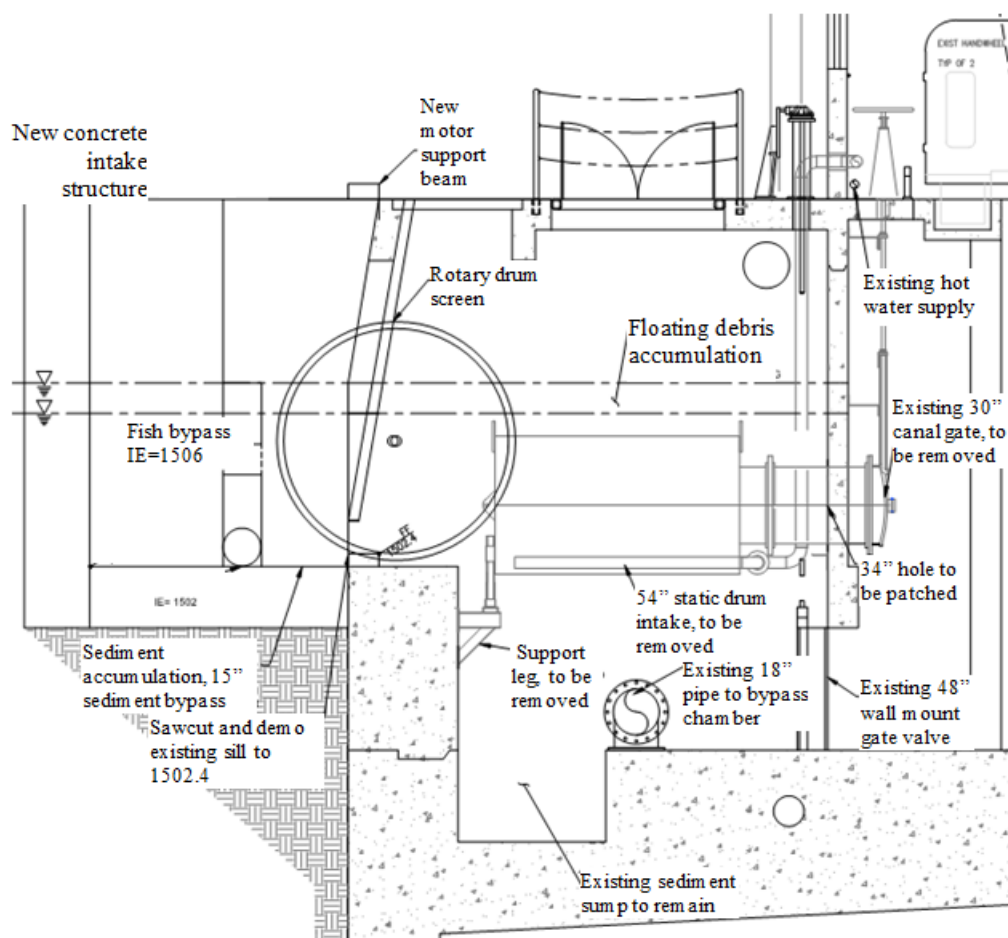 EXIST HANDWHEEL
TYP OF 2
New
motor
support
beam
New concrete
intake
structure
Rotary drum
screen
Existing hot
water supply
Floating debris
accumulation
Existing 30”
canal gate, to
be removed
Fish bypass
IE=1506
EF
1502.4
34” hole to
be patched
IE= 1502
54” static drum
intake, to be
removed
Sediment
accumulation, 15”
sediment bypass
Support
leg, to be
removed
Existing 18”
pipe to bypass
chamber
Existing 48”
wall mount
gate valve
Sawcut and demo
existing sill to
1502.4
Existing sediment
sump to remain